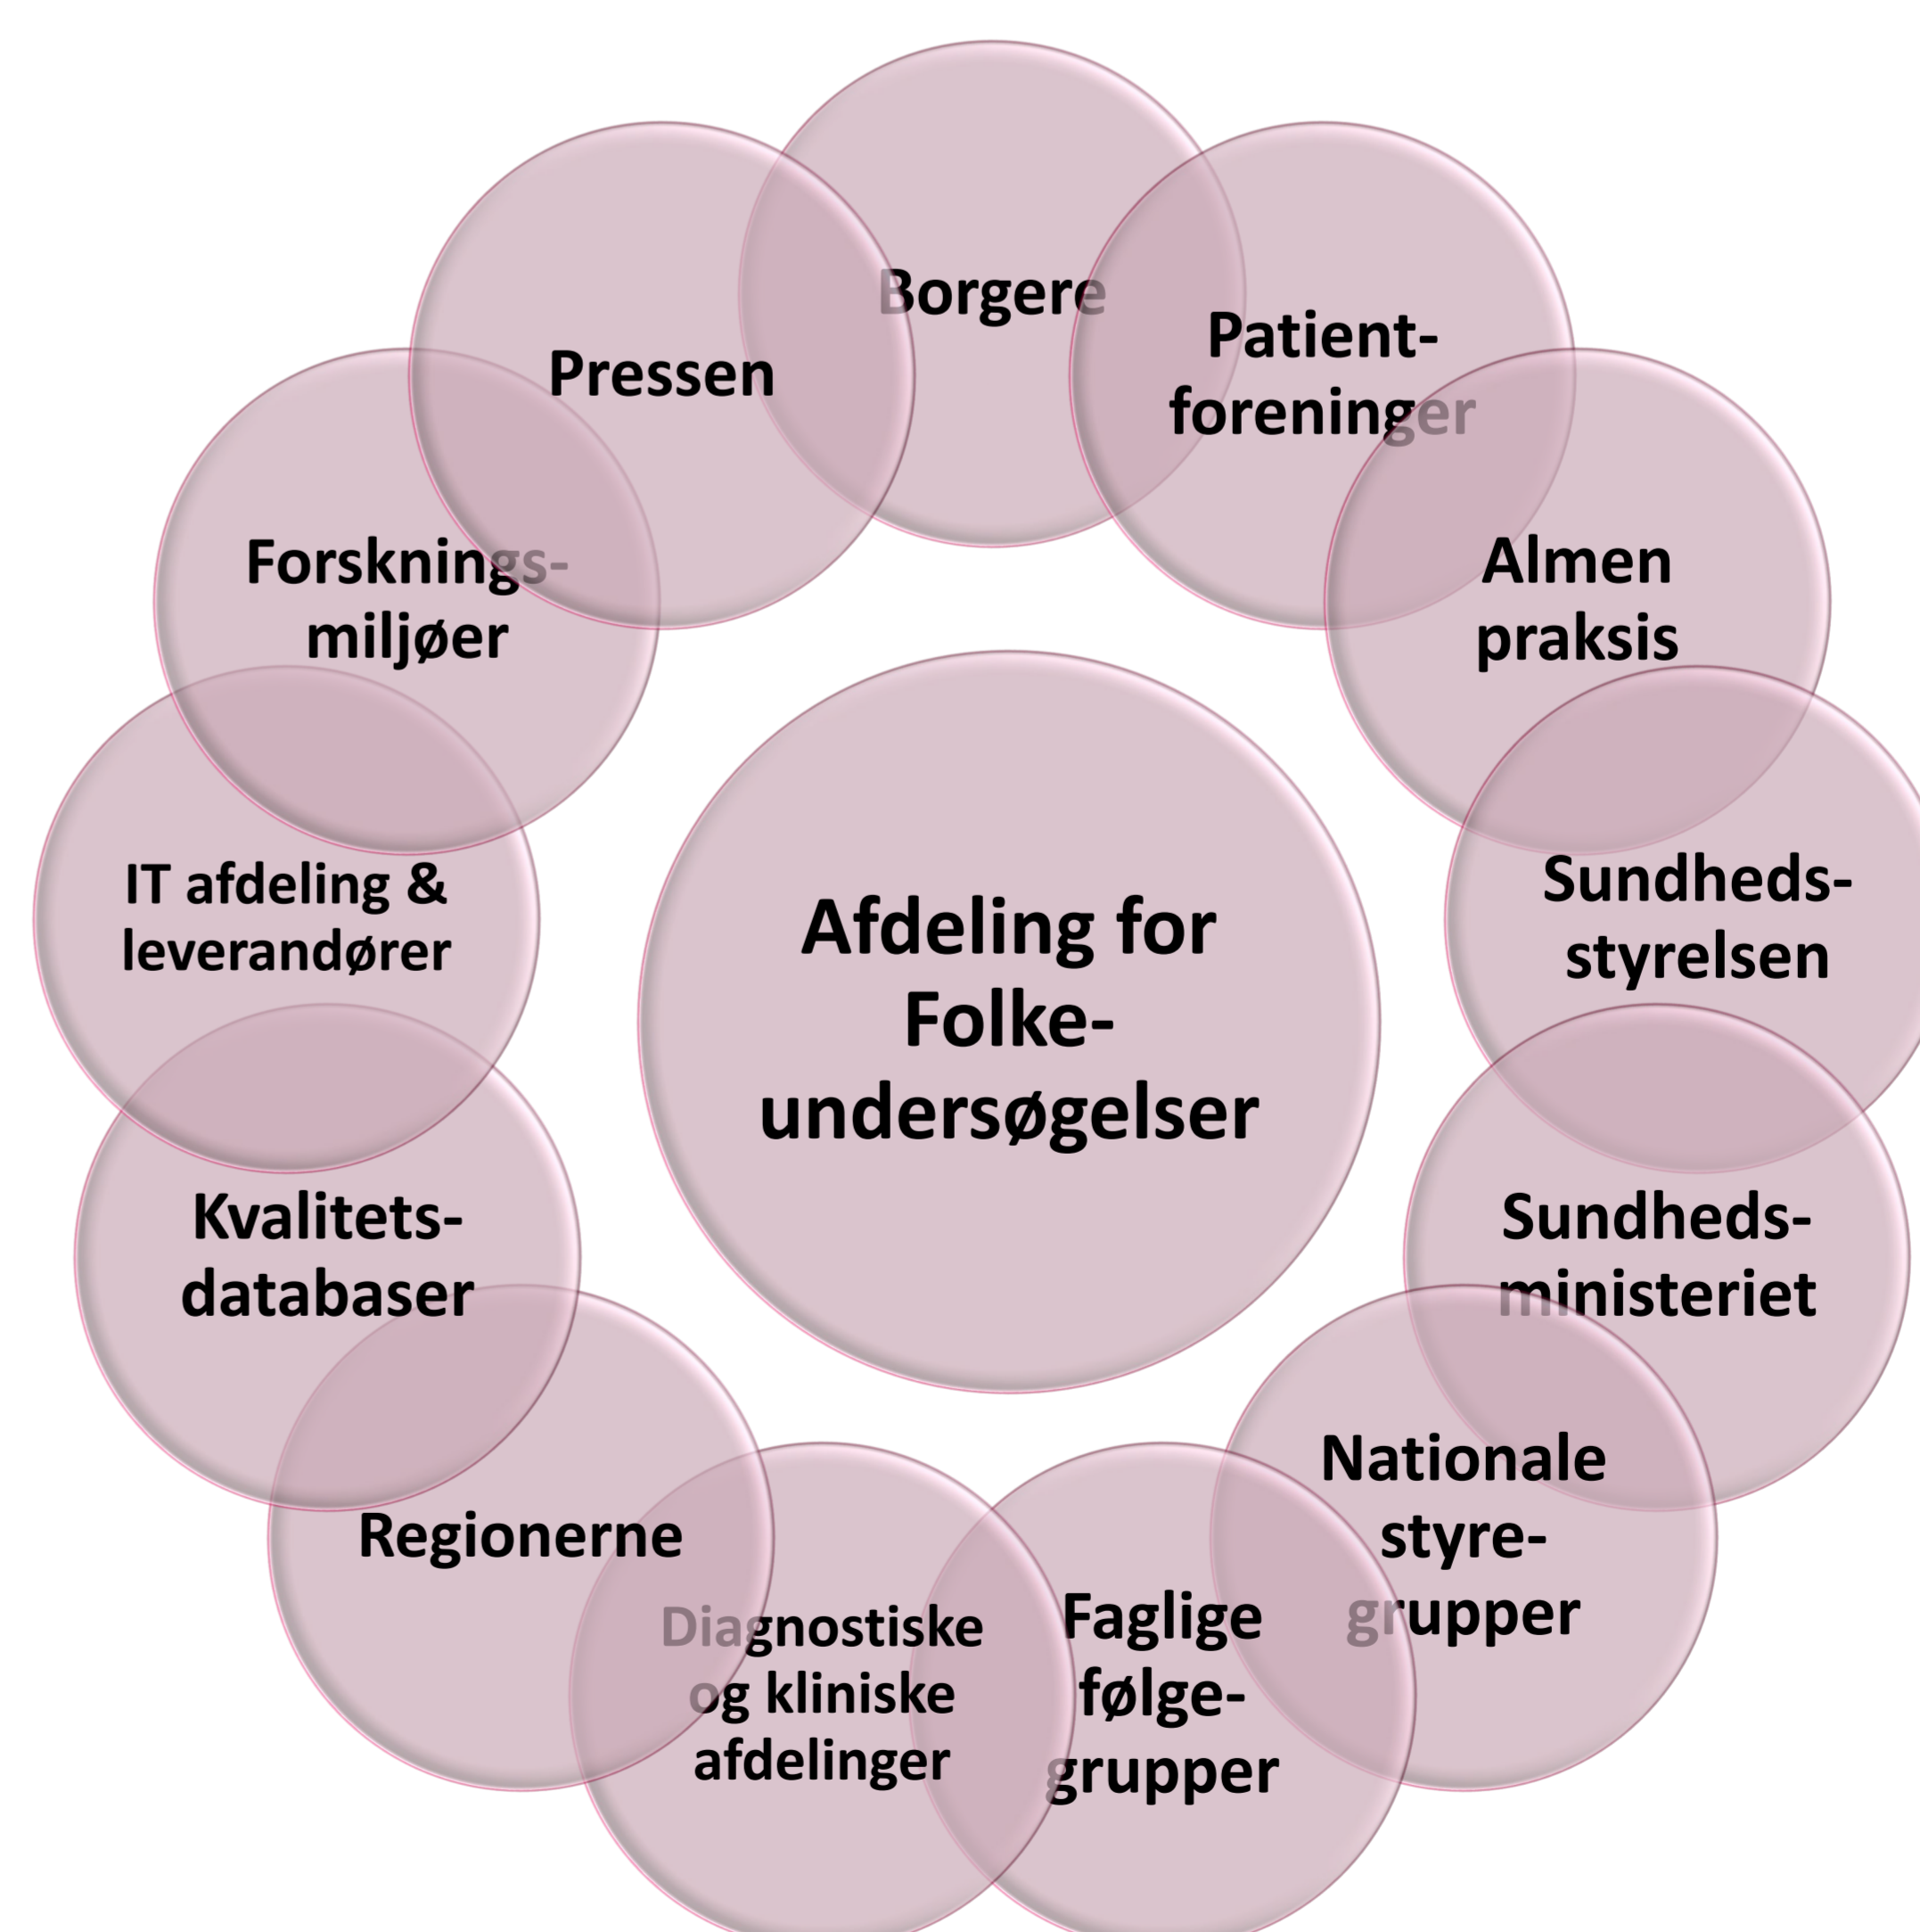 Borgere
Patient-
foreninger
Almen
praksis
Sundheds-
styrelsen
Sundheds-
ministeriet
Nationale
styre-
grupper
Faglige
følge-
grupper
Diagnostiske
og kliniske
afdelinger
Regionerne
Kvalitets-
databaser
IT afdeling &
leverandører
Forsknings-
miljøer
Pressen
Afdeling for
Folke-
undersøgelser